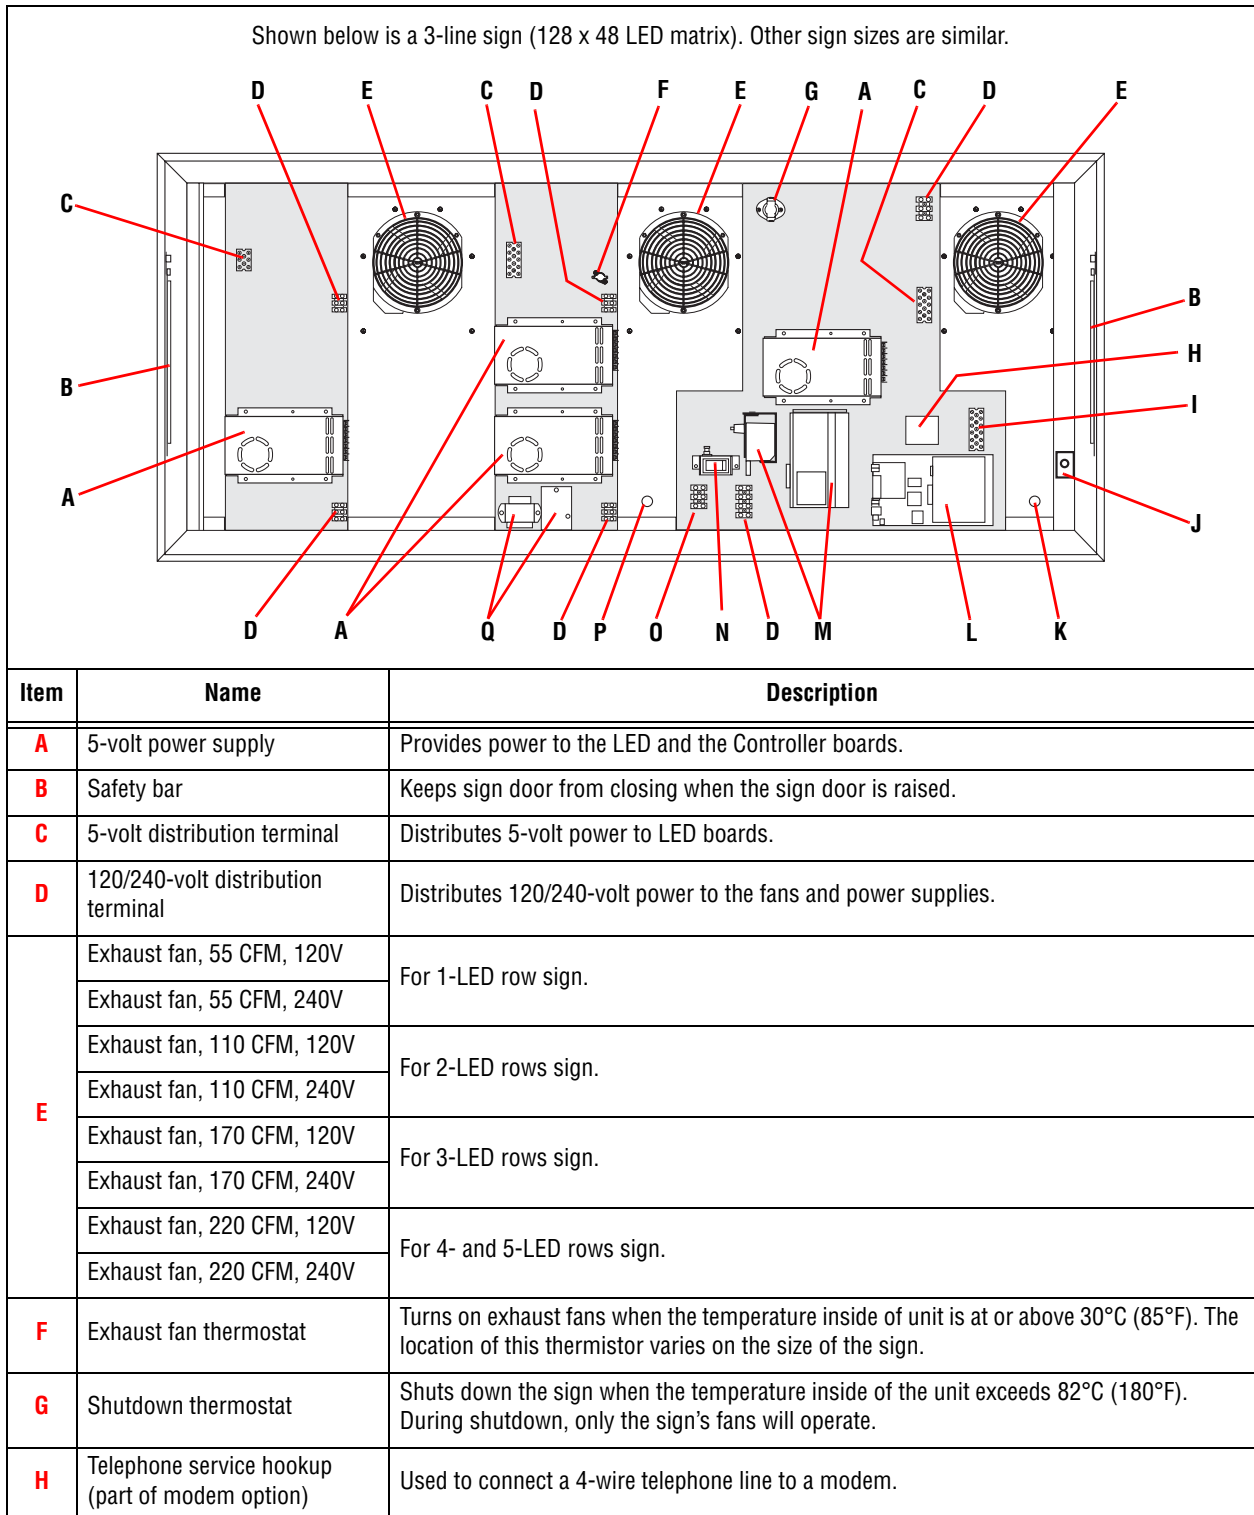 Shown below is a 3-line sign (128 x 48 LED matrix). Other sign sizes are similar.
D E C D F E G A C D E
C
B
B
H
I
A
J
D A Q D P O N D M L K
Item Name Description
A 5-volt power supply Provides power to the LED and the Controller boards.
B Safety bar Keeps sign door from closing when the sign door is raised.
C 5-volt distribution terminal Distributes 5-volt power to LED boards.
D 120/240-volt distribution terminal Distributes 120/240-volt power to the fans and power supplies.
E
Exhaust fan, 55 CFM, 120V
Exhaust fan, 55 CFM, 240V
For 1-LED row sign.
Exhaust fan, 110 CFM, 120V
Exhaust fan, 110 CFM, 240V
For 2-LED rows sign.
Exhaust fan, 170 CFM, 120V
Exhaust fan, 170 CFM, 240V
For 3-LED rows sign.
Exhaust fan, 220 CFM, 120V
Exhaust fan, 220 CFM, 240V
For 4- and 5-LED rows sign.
F Exhaust fan thermostat Turns on exhaust fans when the temperature inside of unit is at or above 30°C (85°F). The
location of this thermistor varies on the size of the sign.
G Shutdown thermostat Shuts down the sign when the temperature inside of the unit exceeds 82°C (180°F).
During shutdown, only the sign's fans will operate.
H Telephone service hookup
(part of modem option)
Used to connect a 4-wire telephone line to a modem.